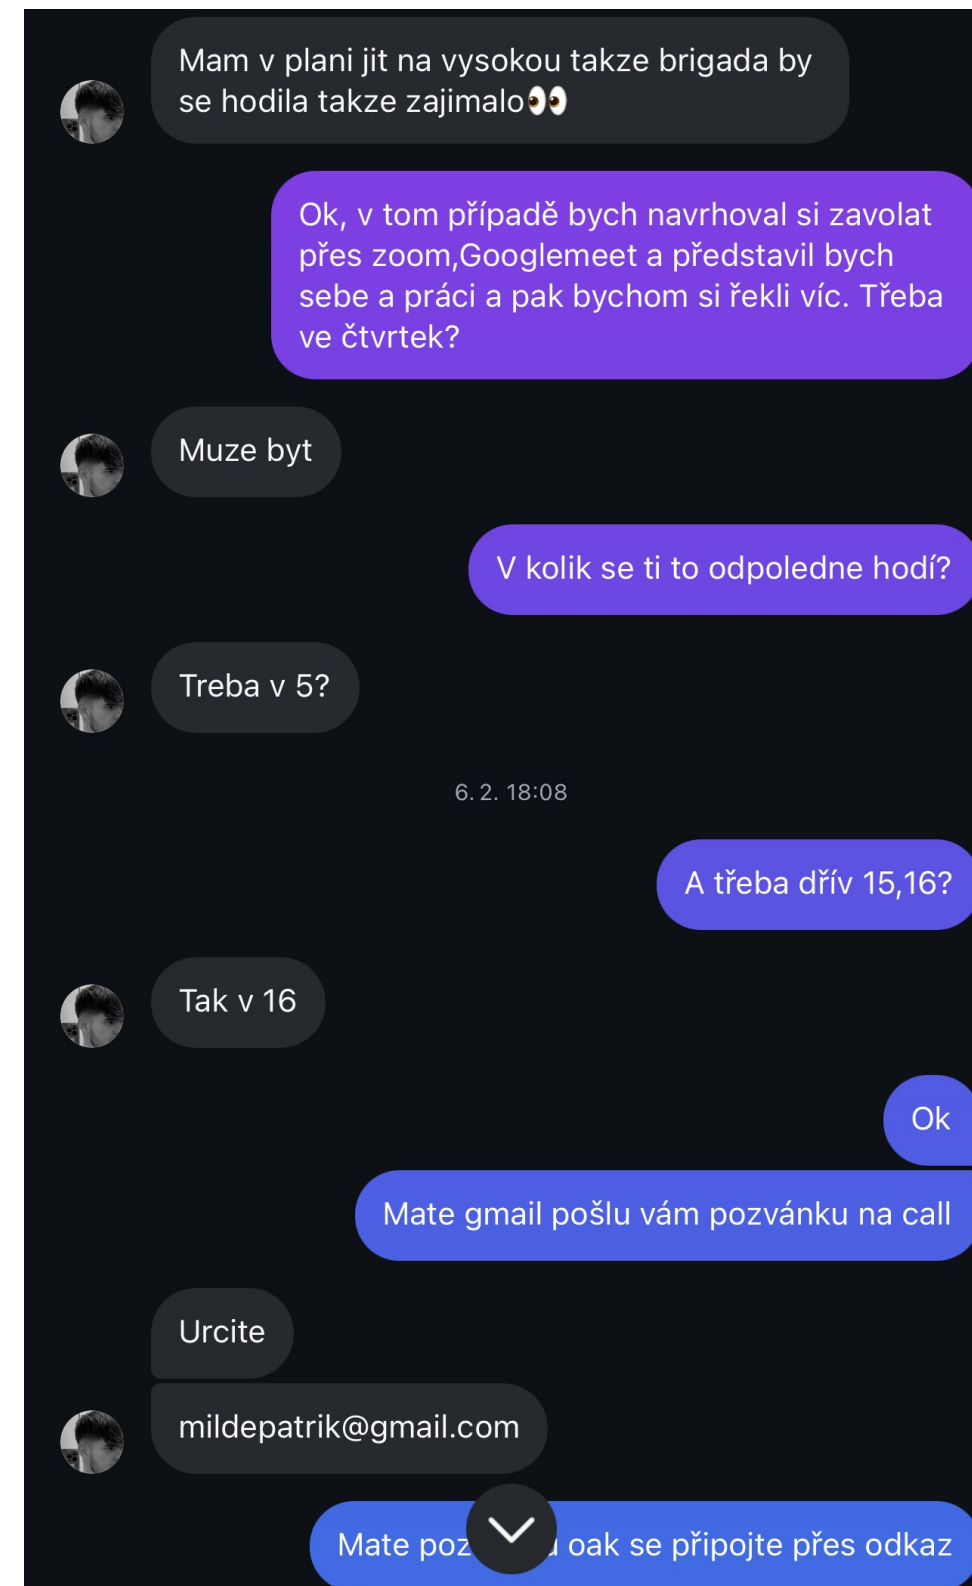 Mam v plani jit na vysokou takze brigada by
se hodila takze zajimalo👀
Ok, v tom případě bych navrhoval si zavolat
přes zoom,Googlemeet a představil bych
sebe a práci a pak bychom si řekli víc. Třeba
ve čtvrtek?
Muze byt
V kolik se ti to odpoledne hodí?
Treba v 5?
6. 2. 18:08
A třeba dřív 15,16?
Tak v 16
Ok
Mate gmail pošlu vám pozvánku na call
Urcite
mildepatrik@gmail.com
Mate oak se připojte přes odkaz